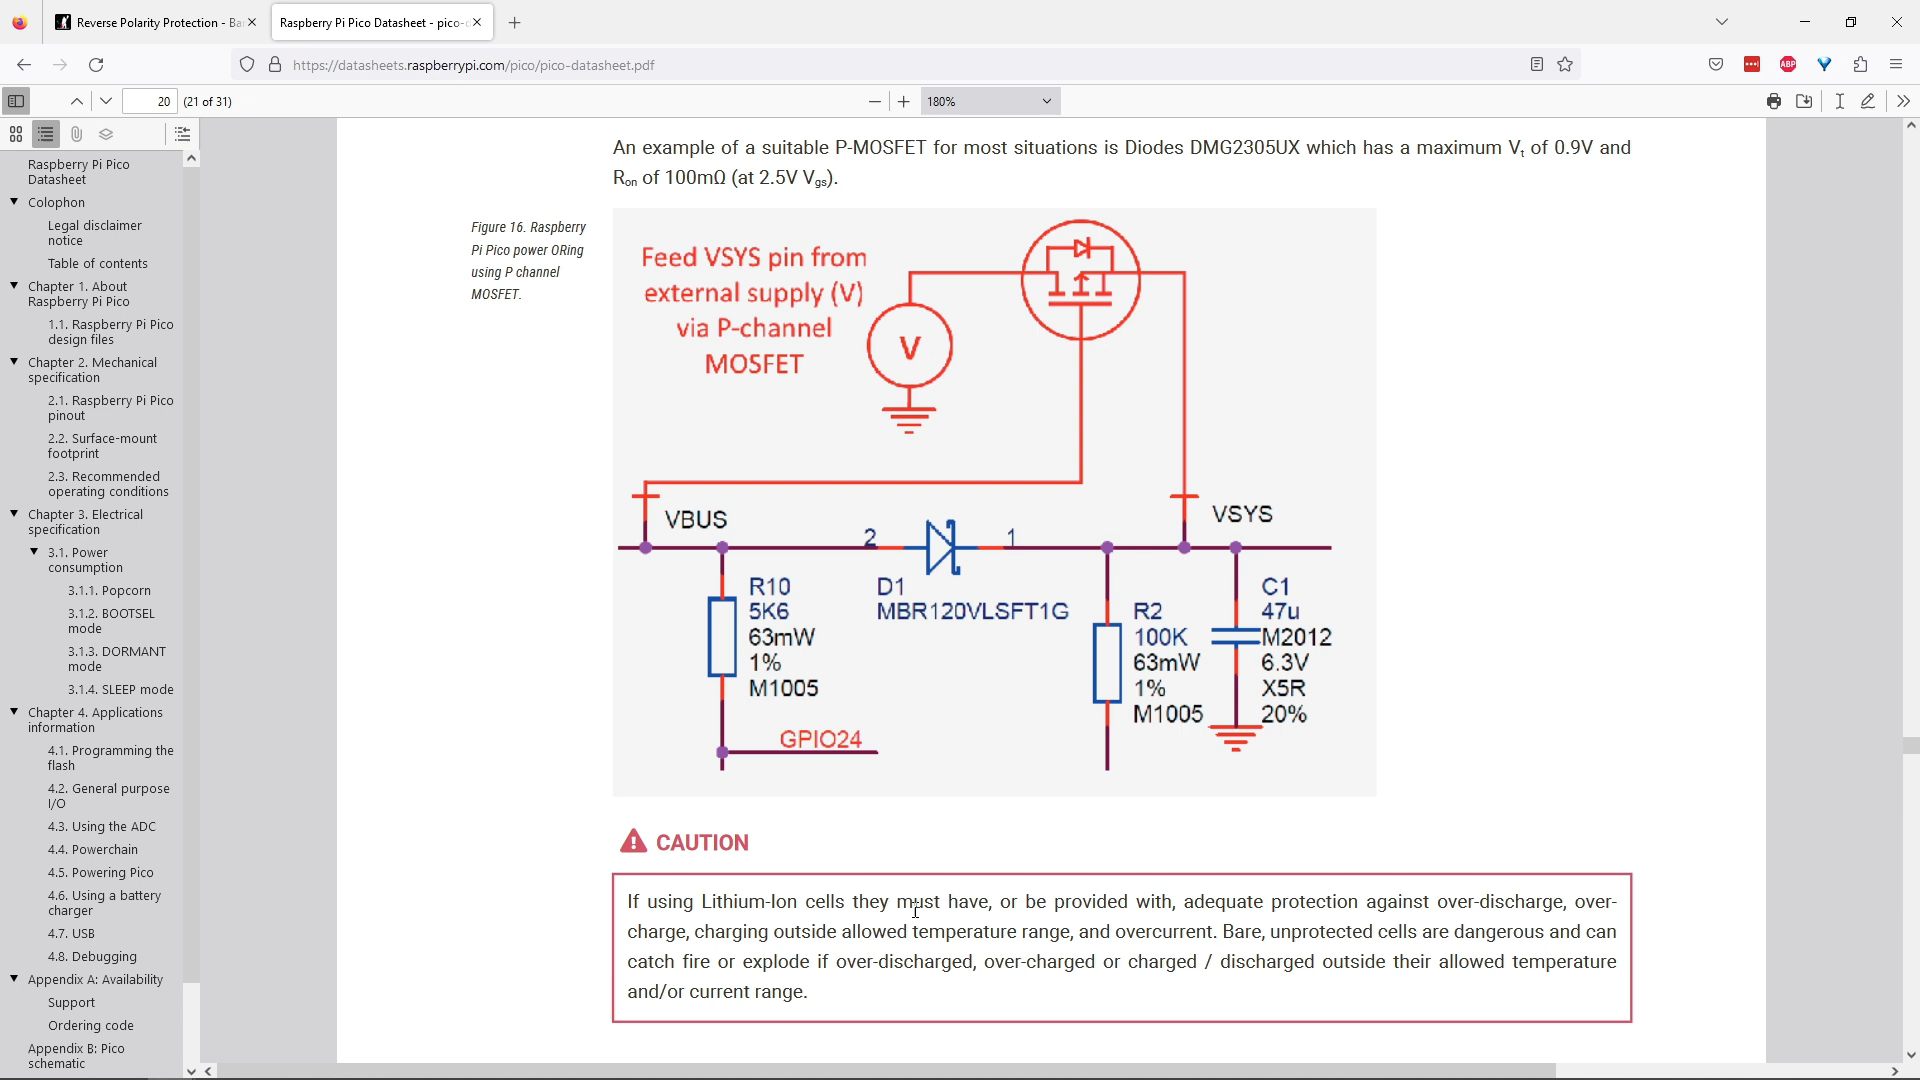 Reverse Polarity Protection - Ba
Raspberry Pi Pico Datasheet - pico-d
https://datasheets.raspberrypi.com/pico/pico-datasheet.pdf
ABP
20 (21 of 31)
180%
Raspberry Pi Pico
Datasheet
Colophon
Legal disclaimer
notice
Table of contents
Chapter 1. About
Raspberry Pi Pico
1.1. Raspberry Pi Pico
design files
Chapter 2. Mechanical
specification
2.1. Raspberry Pi Pico
pinout
2.2. Surface-mount
footprint
2.3. Recommended
operating conditions
Chapter 3. Electrical
specification
3.1. Power
consumption
3.1.1. Popcorn
3.1.2. BOOTSEL
mode
3.1.3. DORMANT
mode
3.1.4. SLEEP mode
Chapter 4. Applications
information
4.1. Programming the
flash
4.2. General purpose
I/O
4.3. Using the ADC
4.4. Powerchain
4.5. Powering Pico
4.6. Using a battery
charger
4.7. USB
4.8. Debugging
Appendix A: Availability
Support
Ordering code
Appendix B: Pico
schematic
An example of a suitable P-MOSFET for most situations is Diodes DMG2305UX which has a maximum Vt of 0.9V and
Ron of 100mΩ (at 2.5V Vgs).
Figure 16. Raspberry
Pi Pico power ORing
using P channel
MOSFET.
Feed VSYS pin from
external supply (V)
via P-channel
MOSFET
V
VBUS
VSYS
2
1
R10
5K6
63mW
1%
M1005
GPIO24
D1
MBR120VLSFT1G
R2
100K
63mW
1%
M1005
C1
47u
M2012
6.3V
X5R
20%
CAUTION
If using Lithium-Ion cells they must have, or be provided with, adequate protection against over-discharge, over-
charge, charging outside allowed temperature range, and overcurrent. Bare, unprotected cells are dangerous and can
catch fire or explode if over-discharged, over-charged or charged / discharged outside their allowed temperature
and/or current range.